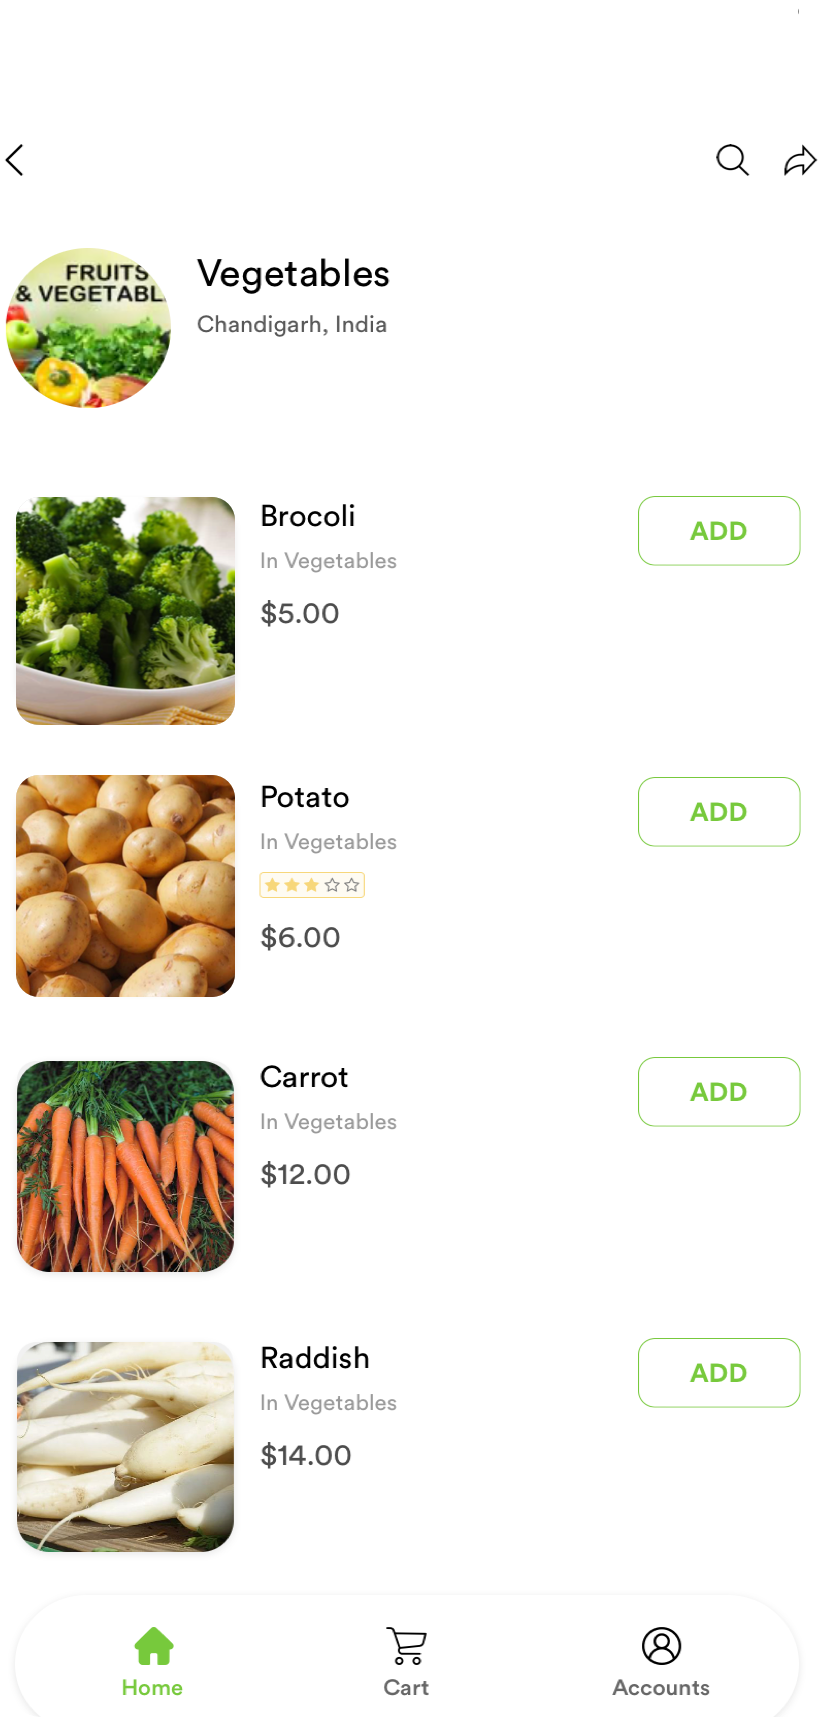 FRUITS
& VEGETABL
Vegetables
Chandigarh, India
Brocoli
ADD
In Vegetables
$5.00
Potato
ADD
In Vegetables
$6.00
Carrot
ADD
In Vegetables
$12.00
Raddish
ADD
In Vegetables
$14.00
Home
Cart
Accounts